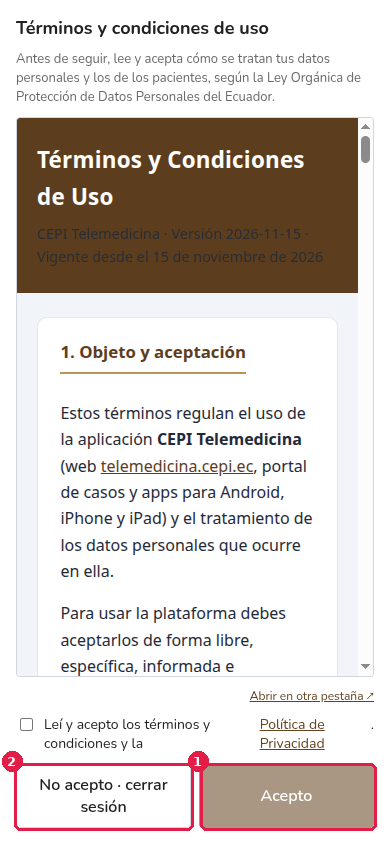 Términos y condiciones de uso
Antes de seguir, lee y acepta cómo se tratan tus datos
personales y los de los pacientes, según la Ley Orgánica de
Protección de Datos Personales del Ecuador.
Términos y Condiciones
de Uso
CEPI Telemedicina · Versión 2026-11-15 ·
Vigente desde el 15 de noviembre de 2026
1. Objeto y aceptación
Estos términos regulan el uso de
la aplicación CEPI Telemedicina
(web telemedicina.cepi.ec, portal
de casos y apps para Android,
iPhone y iPad) y el tratamiento de
los datos personales que ocurre
en ella.
Para usar la plataforma debes
aceptarlos de forma libre,
específica, informada e
Abrir en otra pestaña ↗
Leí y acepto los términos y
condiciones y la
Política de
Privacidad
.
2
No acepto · cerrar
sesión
1
Acepto